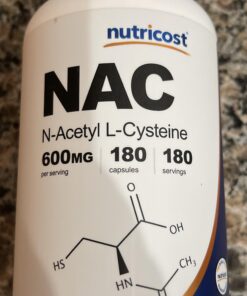 nutricost®
NAC
N-Acetyl L-Cysteine
600MG 180 180
per serving capsules servings
O
OH
HS
HN